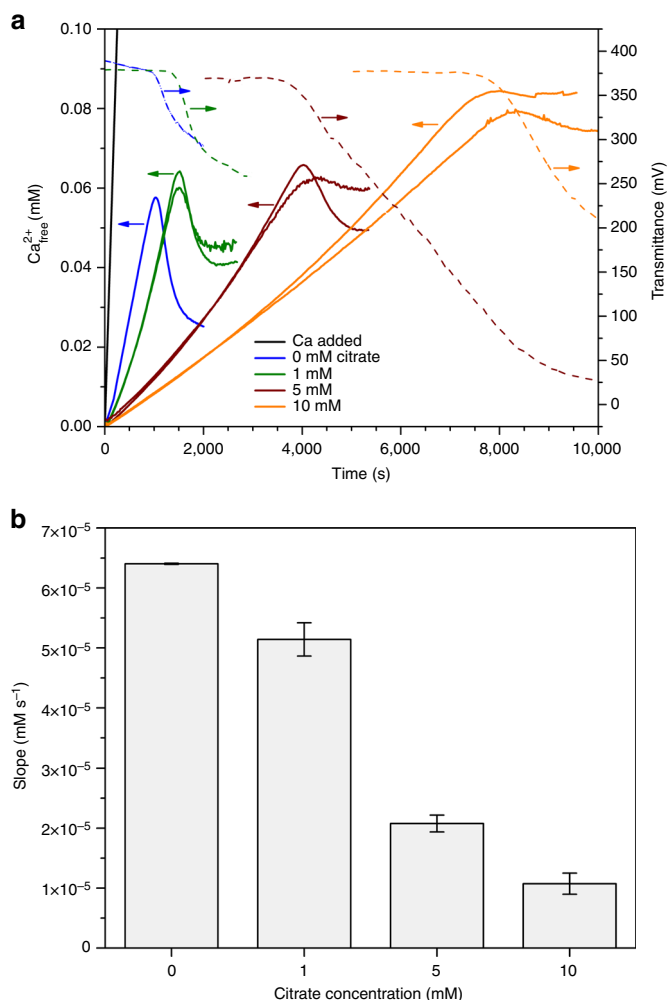 a
0.10
0.08
0.06
0.04
0.02
0.00
Ca²⁺free (mM)
400
350
300
250
200
150
100
50
0
Transmittance (mV)
Ca added
0 mM citrate
1 mM
5 mM
10 mM
0 2,000 4,000 6,000 8,000 10,000
Time (s)
b
7×10⁻⁵
6×10⁻⁵
5×10⁻⁵
4×10⁻⁵
3×10⁻⁵
2×10⁻⁵
1×10⁻⁵
0
Slope (mM s⁻¹)
0 1 5 10
Citrate concentration (mM)